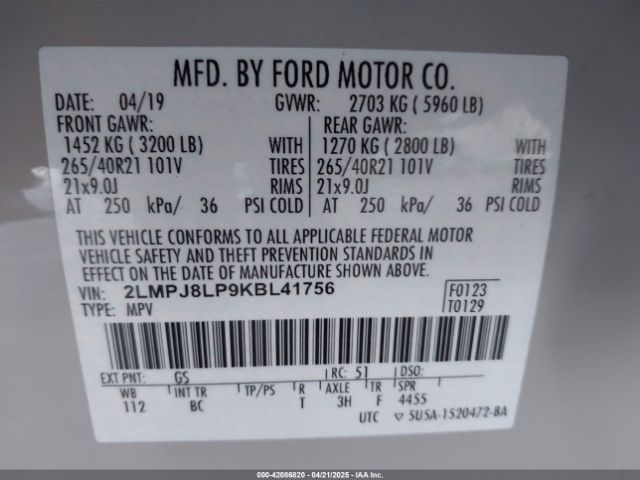 MFD. BY FORD MOTOR CO.
DATE: 04/19 GVWR: 2703 KG ( 5960 LB)
FRONT GAWR: REAR GAWR:
1452 KG ( 3200 LB) WITH 1270 KG ( 2800 LB) WITH
265/40R21 101V TIRES 265/40R21 101V TIRES
21x9.0J RIMS 21x9.0J RIMS
AT 250 kPa/ 36 PSI COLD AT 250 kPa/ 36 PSI COLD
THIS VEHICLE CONFORMS TO ALL APPLICABLE FEDERAL MOTOR
VEHICLE SAFETY AND THEFT PREVENTION STANDARDS IN
EFFECT ON THE DATE OF MANUFACTURE SHOWN ABOVE.
VIN: 2LMPJ8LP9KBL41756 F0123
TYPE: MPV T0129
EXT PNT: GS RC: 51 DSO:
WB INT TR TP/PS R AXLE TR SPR
112 BC T 3H F 4455
UTC ▽ 5U5A-1520472-BA
000-42086820 - 04/21/2025 - IAAI.com